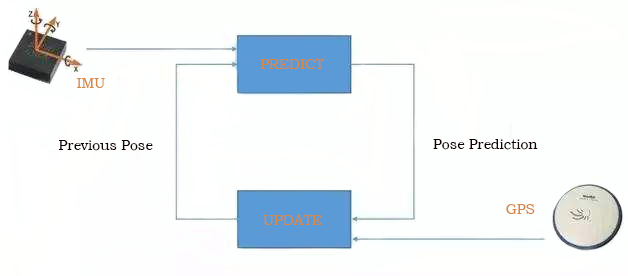 Z
Y
X
IMU
PREDICT
Previous Pose
Pose Prediction
GPS
UPDATE